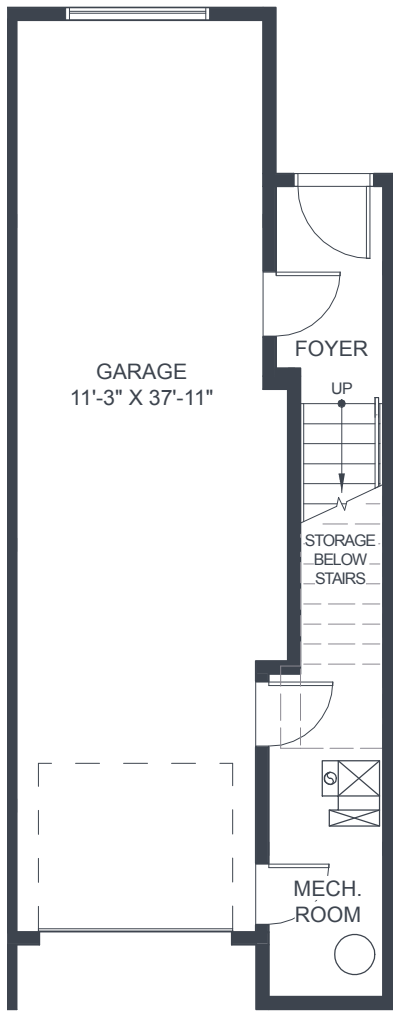 GARAGE
11'-3" X 37'-11"
FOYER
UP
STORAGE
BELOW
STAIRS
MECH.
ROOM